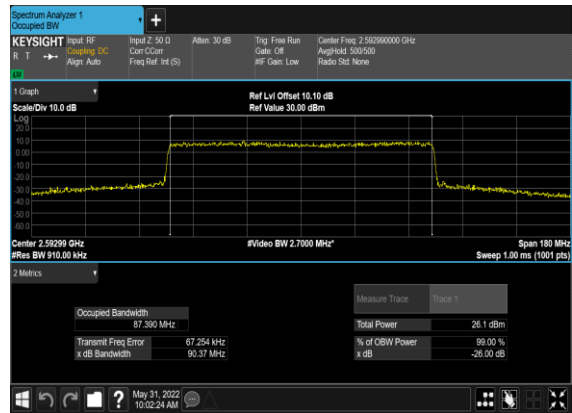 Spectrum Analyzer 1
Occupied BW
KEYSIGHT Input: RF Input Z: 50 Ω Atten: 30 dB Trig: Free Run Center Freq: 2.592990000 GHz
R T Coupling: DC Corr CCorr Gate: Off Avg|Hold: 500/500
Align: Auto Freq Ref: Int (S) #IF Gain: Low Radio Std: None
1 Graph
Ref Lvl Offset 10.10 dB
Scale/Div 10.0 dB Ref Value 30.00 dBm
Log
20.0
10.0
0.00
-10.0
-20.0
-30.0
-40.0
-50.0
-60.0
Center 2.59299 GHz #Video BW 2.7000 MHz* Span 180 MHz
#Res BW 910.00 kHz Sweep 1.00 ms (1001 pts)
2 Metrics
Measure Trace Trace 1
Occupied Bandwidth
87.390 MHz Total Power 26.1 dBm
Transmit Freq Error 67.254 kHz % of OBW Power 99.00 %
x dB Bandwidth 90.37 MHz x dB -26.00 dB
? May 31, 2022
10:02:24 AM